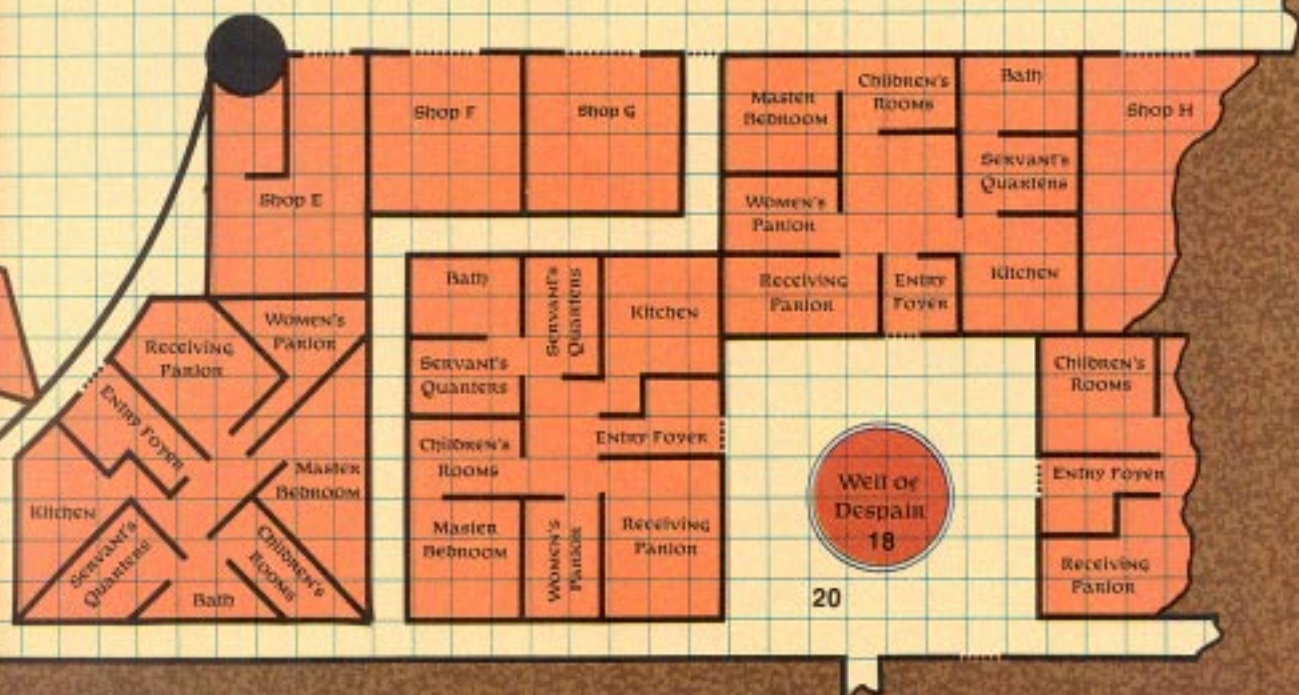 Shop E
Shop F
Shop G
Master
Bedroom
Children's
Rooms
Bath
Shop H
Servant's
Quarters
Women's
Parlor
Receiving
Parlor
Entry
Foyer
Kitchen
Women's
Parlor
Receiving
Parlor
Entry Foyer
Master
Bedroom
Kitchen
Servant's
Quarters
Bath
Children's
Rooms
Bath
Servant's
Quarters
Kitchen
Servant's
Quarters
Children's
Rooms
Entry Foyer
Master
Bedroom
Women's
Parlor
Receiving
Parlor
Well of
Despair
18
20
Children's
Rooms
Entry Foyer
Receiving
Parlor